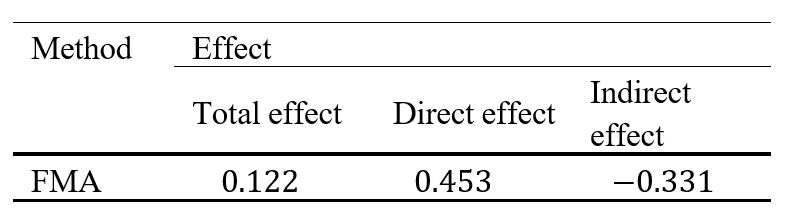 Method Effect
Total effect Direct effect Indirect
effect
FMA 0.122 0.453 −0.331